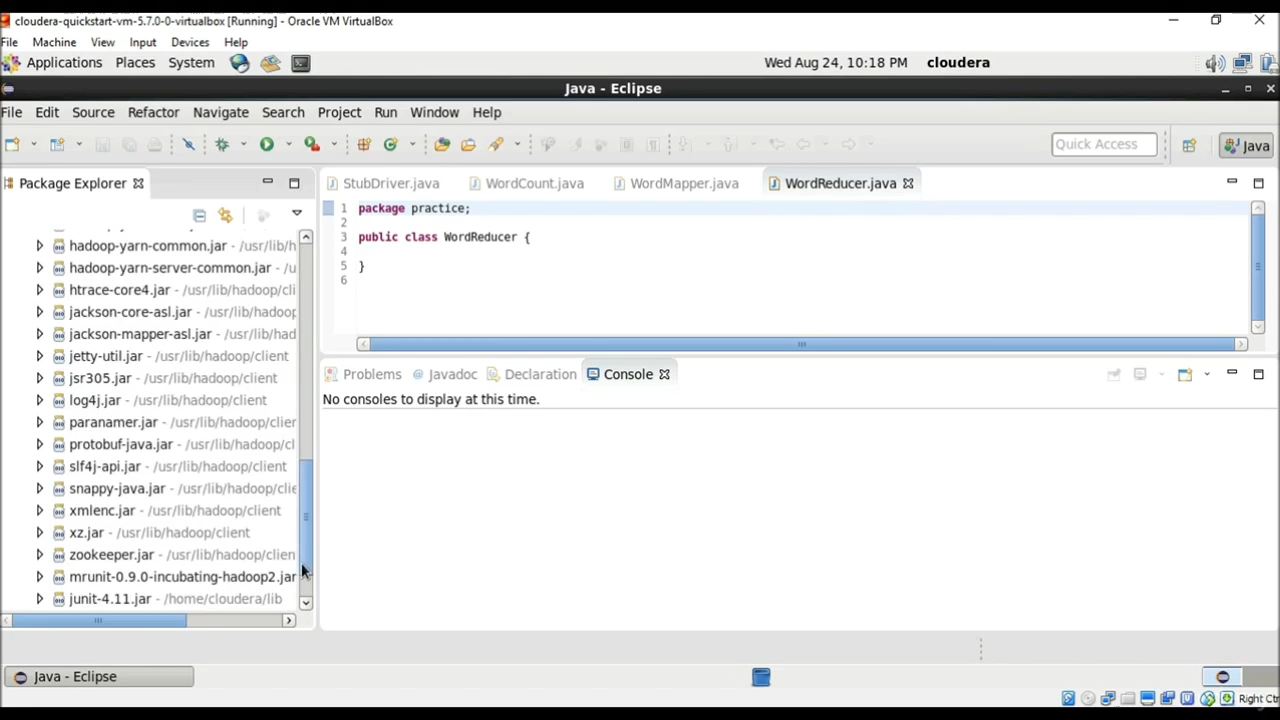 cloudera-quickstart-vm-5.7.0-0-virtualbox [Running] - Oracle VM VirtualBox
File Machine View Input Devices Help
Applications Places System Wed Aug 24, 10:18 PM cloudera
Java - Eclipse
File Edit Source Refactor Navigate Search Project Run Window Help
Quick Access Java
Package Explorer StubDriver.java WordCount.java WordMapper.java WordReducer.java
1 package practice;
2
3 public class WordReducer {
4
5 }
6
hadoop-yarn-common.jar - /usr/lib/h
hadoop-yarn-server-common.jar - /u
htrace-core4.jar - /usr/lib/hadoop/cli
jackson-core-asl.jar - /usr/lib/hadoop
jackson-mapper-asl.jar - /usr/lib/had
jetty-util.jar - /usr/lib/hadoop/client
jsr305.jar - /usr/lib/hadoop/client
log4j.jar - /usr/lib/hadoop/client
paranamer.jar - /usr/lib/hadoop/clier
protobuf-java.jar - /usr/lib/hadoop/cl
slf4j-api.jar - /usr/lib/hadoop/client
snappy-java.jar - /usr/lib/hadoop/clie
xmlenc.jar - /usr/lib/hadoop/client
xz.jar - /usr/lib/hadoop/client
zookeeper.jar - /usr/lib/hadoop/clien
mrunit-0.9.0-incubating-hadoop2.jar
junit-4.11.jar - /home/cloudera/lib
Problems @ Javadoc Declaration Console
No consoles to display at this time.
Java - Eclipse
Right Ctr